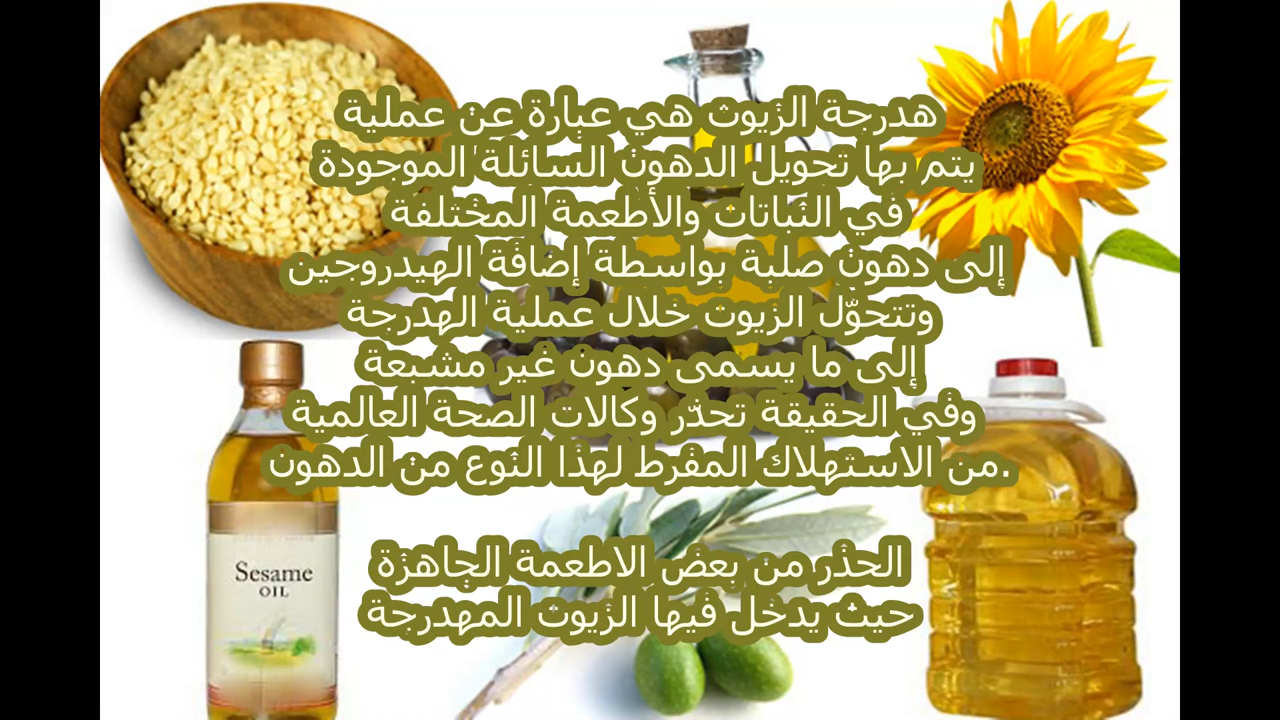 هدرجة الزيوت هي عبارة عن عملية
يتم بها تحويل الدهون السائلة الموجودة
في النباتات والأطعمة المختلفة
إلى دهون صلبة بواسطة إضافة الهيدروجين
وتتحوّل الزيوت خلال عملية الهدرجة
إلى ما يسمى دهون غير مشبعة
وفي الحقيقة تحذّر وكالات الصحة العالمية
من الاستهلاك المفرط لهذا النوع من الدهون.
الحذر من بعض الاطعمة الجاهزة
حيث يدخل فيها الزيوت المهدرجة
Sesame
OIL